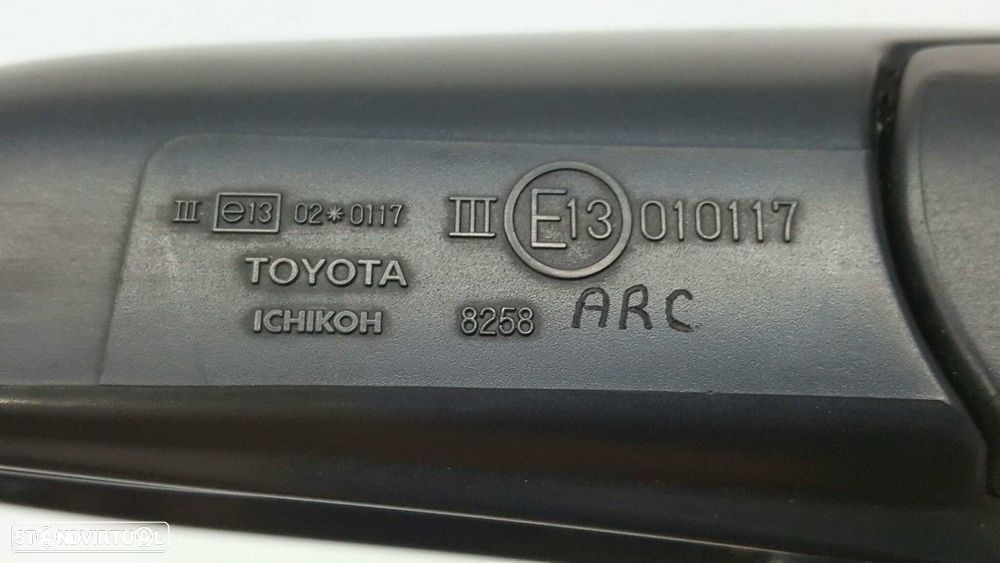 III e13 02*0117
III E13 010117
TOYOTA
ICHIKOH 8258 ARC
STANDVIRTUAL